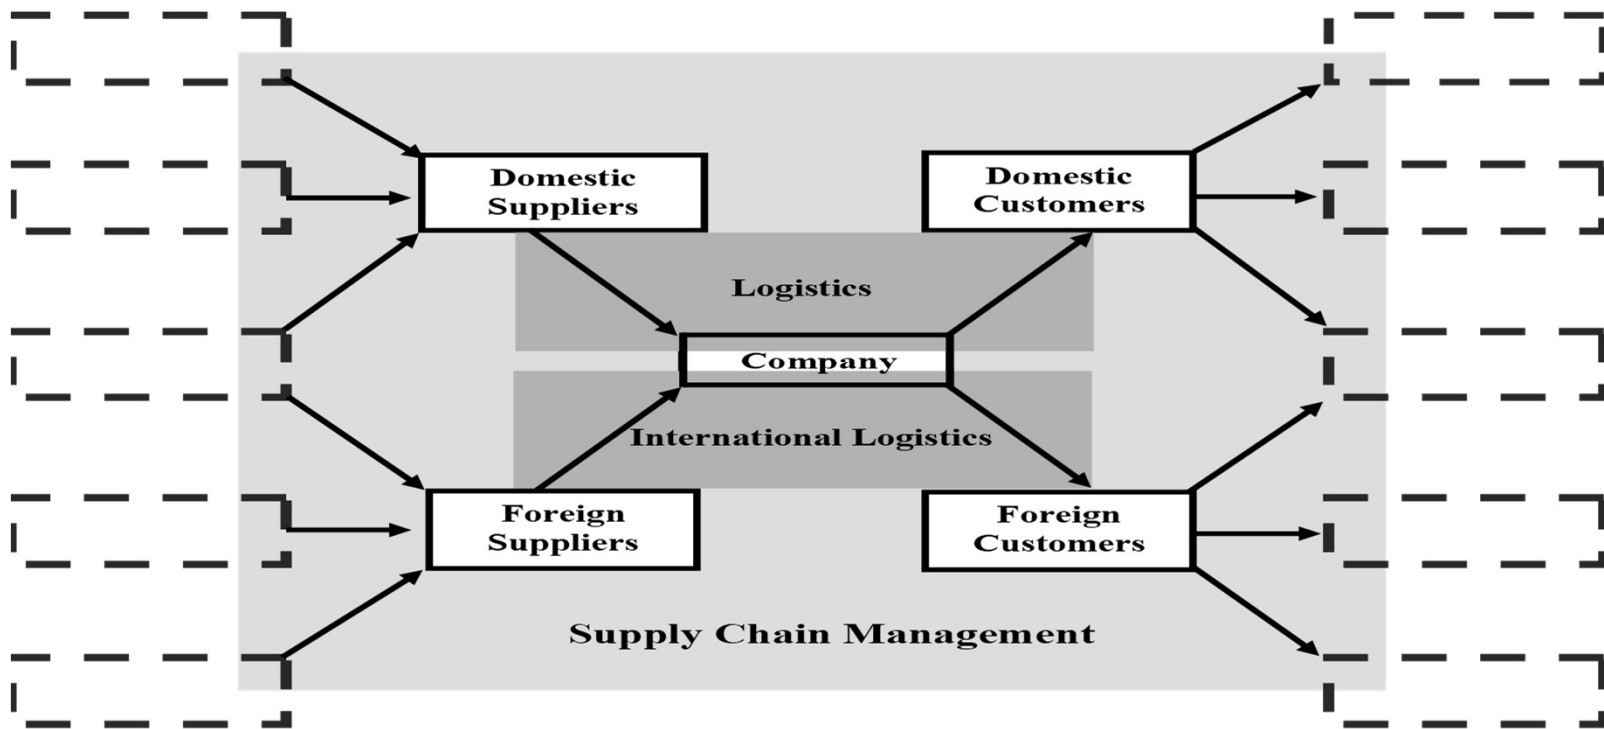 Domestic
Suppliers
Domestic
Customers
Logistics
Company
International Logistics
Foreign
Suppliers
Foreign
Customers
Supply Chain Management